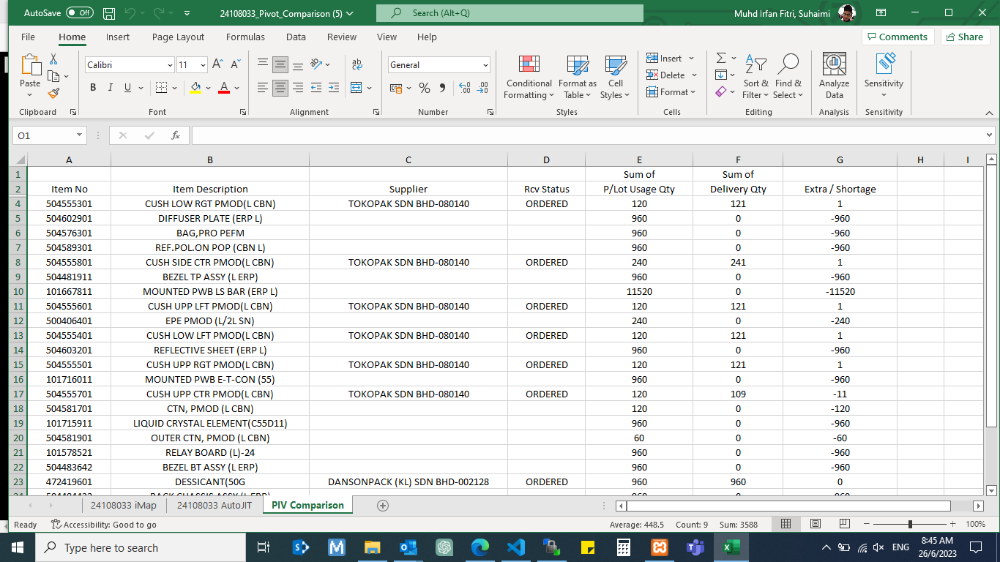 AutoSave Off 24108033_Pivot_Comparison (5) Search (Alt+Q) Muhd Irfan Fitri, Suhaimi
File Home Insert Page Layout Formulas Data Review View Help Comments Share
Calibri 11 General Insert
Paste Conditional Formatting Format as Table Cell Styles Delete Sort & Filter Find & Select Analyze Data Sensitivity
B I U A Format
Clipboard Font Alignment Number Styles Cells Editing Analysis Sensitivity
O1 fx
A B C D E F G H I
1 Sum of Sum of
2 Item No Item Description Supplier Rcv Status P/Lot Usage Qty Delivery Qty Extra / Shortage
4 504555301 CUSH LOW RGT PMOD(L CBN) TOKOPAK SDN BHD-080140 ORDERED 120 121 1
5 504602901 DIFFUSER PLATE (ERP L) 960 0 -960
6 504576301 BAG,PRO PEFM 960 0 -960
7 504589301 REF.POL.ON POP (CBN L) 960 0 -960
8 504555801 CUSH SIDE CTR PMOD(L CBN) TOKOPAK SDN BHD-080140 ORDERED 240 241 1
9 504481911 BEZEL TP ASSY (L ERP) 960 0 -960
10 101667811 MOUNTED PWB LS BAR (ERP L) 11520 0 -11520
11 504555601 CUSH UPP LFT PMOD(L CBN) TOKOPAK SDN BHD-080140 ORDERED 120 121 1
12 500406401 EPE PMOD (L/2L SN) 240 0 -240
13 504555401 CUSH LOW LFT PMOD(L CBN) TOKOPAK SDN BHD-080140 ORDERED 120 121 1
14 504603201 REFLECTIVE SHEET (ERP L) 960 0 -960
15 504555501 CUSH UPP RGT PMOD(L CBN) TOKOPAK SDN BHD-080140 ORDERED 120 121 1
16 101716011 MOUNTED PWB E-T-CON (55) 960 0 -960
17 504555701 CUSH UPP CTR PMOD(L CBN) TOKOPAK SDN BHD-080140 ORDERED 120 109 -11
18 504581701 CTN, PMOD (L CBN) 120 0 -120
19 101715911 LIQUID CRYSTAL ELEMENT(C55D11) 960 0 -960
20 504581901 OUTER CTN, PMOD (L CBN) 60 0 -60
21 101578521 RELAY BOARD (L)-24 960 0 -960
22 504483642 BEZEL BT ASSY (L ERP) 960 0 -960
23 472419601 DESSICANT(50G DANSONPACK (KL) SDN BHD-002128 ORDERED 960 960 0
24108033 iMap 24108033 AutoJIT PIV Comparison
Ready Accessibility: Good to go Average: 448.5 Count: 9 Sum: 3588 100%
Type here to search ENG 8:45 AM
26/6/2023